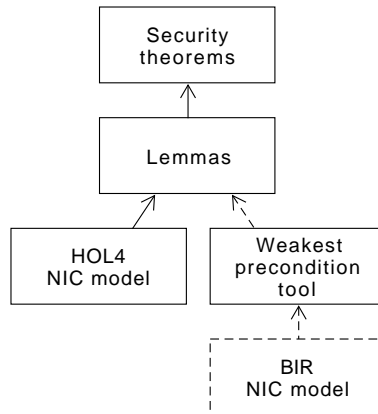 Security
theorems
Lemmas
HOL4
NIC model
Weakest
precondition
tool
BIR
NIC model